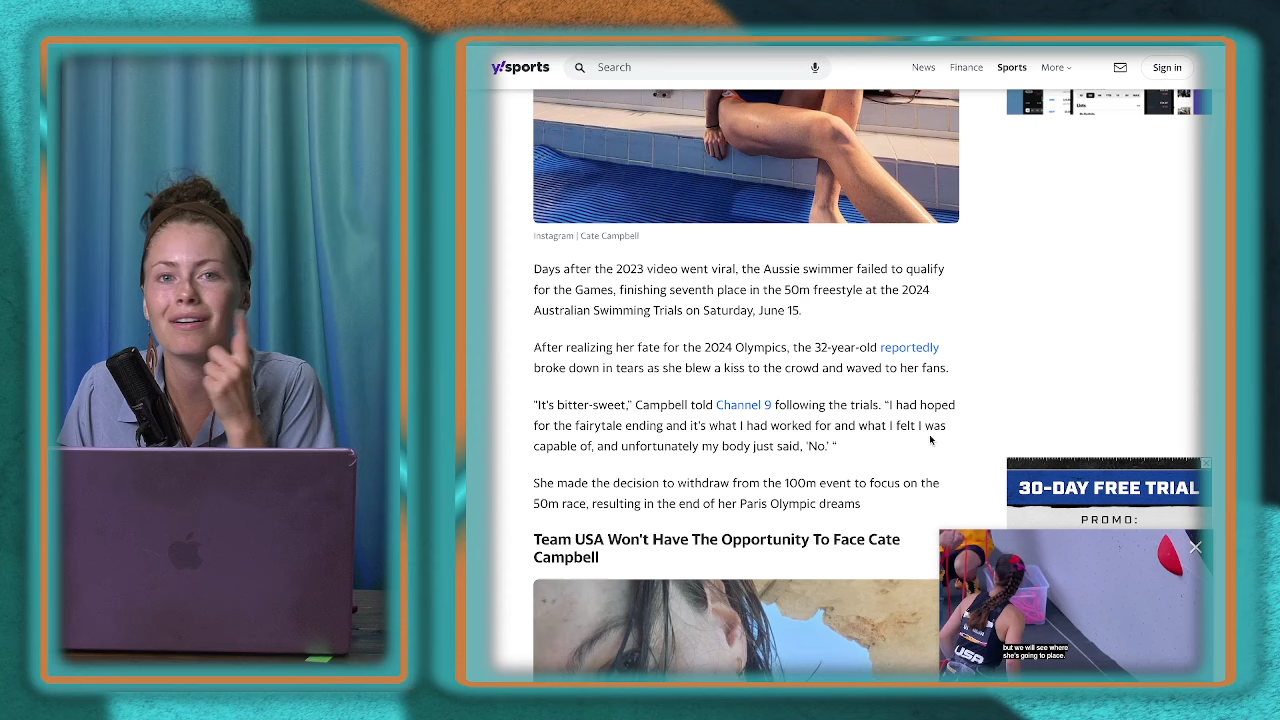 y!sports
Search
News Finance Sports More
Sign in
Instagram | Cate Campbell
Days after the 2023 video went viral, the Aussie swimmer failed to qualify
for the Games, finishing seventh place in the 50m freestyle at the 2024
Australian Swimming Trials on Saturday, June 15.
After realizing her fate for the 2024 Olympics, the 32-year-old reportedly
broke down in tears as she blew a kiss to the crowd and waved to her fans.
"It's bitter-sweet," Campbell told Channel 9 following the trials. "I had hoped
for the fairytale ending and it's what I had worked for and what I felt I was
capable of, and unfortunately my body just said, 'No.' "
She made the decision to withdraw from the 100m event to focus on the
50m race, resulting in the end of her Paris Olympic dreams
Team USA Won't Have The Opportunity To Face Cate
Campbell
30-DAY FREE TRIAL
PROMO:
USA
but we will see where
she's going to place.